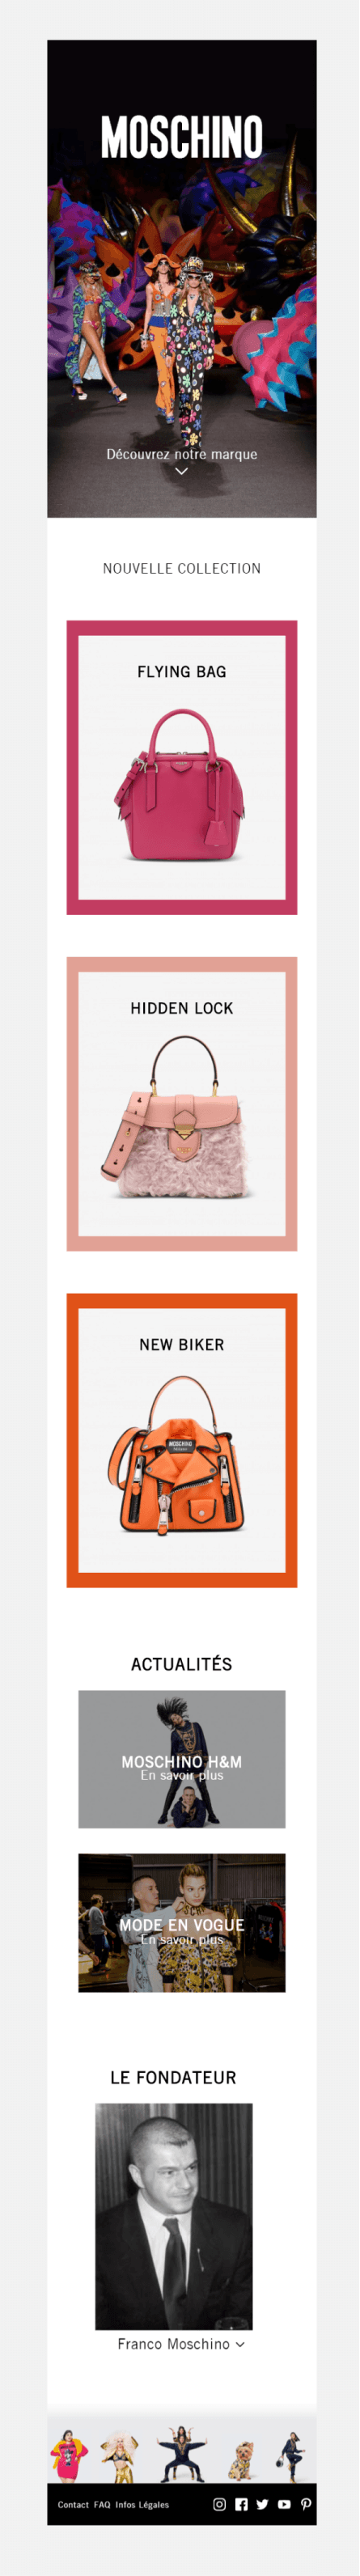 MOSCHINO
Découvrez notre marque
NOUVELLE COLLECTION
FLYING BAG
HIDDEN LOCK
NEW BIKER
MOSCHINO
ACTUALITÉS
MOSCHINO H&M
En savoir plus
MODE EN VOGUE
En savoir plus
LE FONDATEUR
Franco Moschino
Contact FAQ Infos Légales